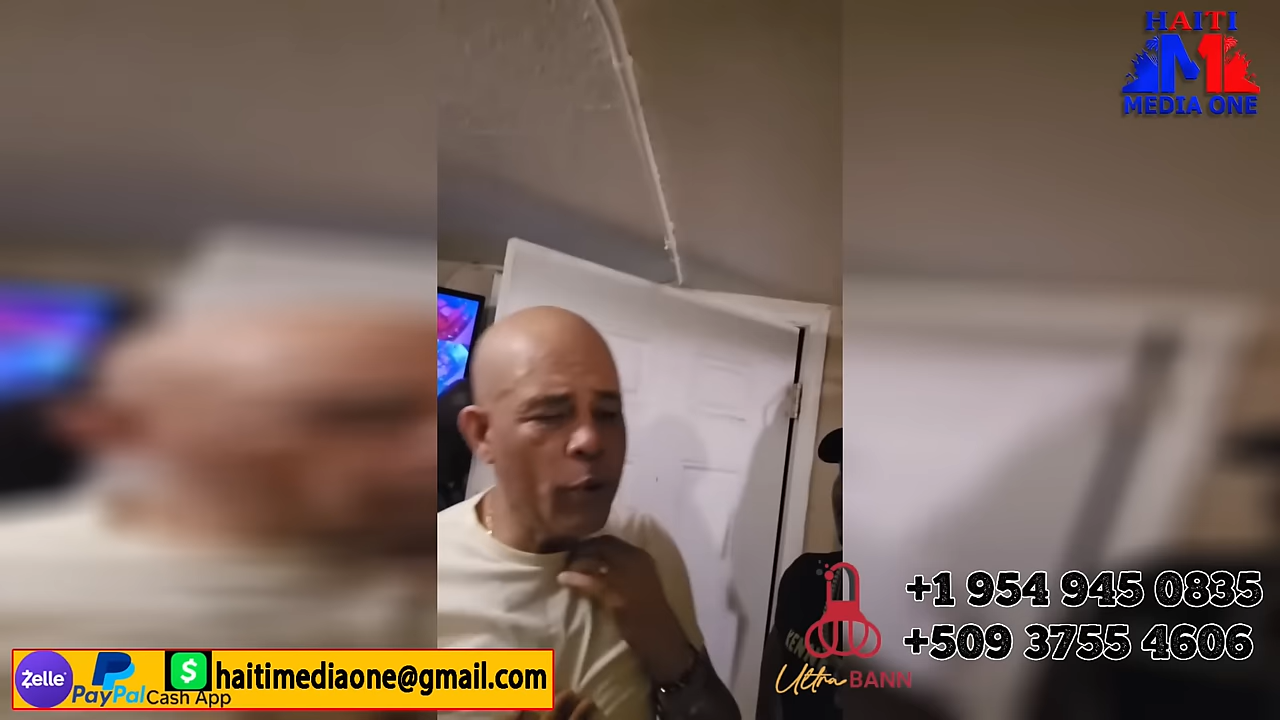 HAITI
M1
MEDIA ONE
+1 954 945 0835
+509 3755 4606
Zelle
PayPal
Cash App
haitimediaone@gmail.com
Ultra BANN